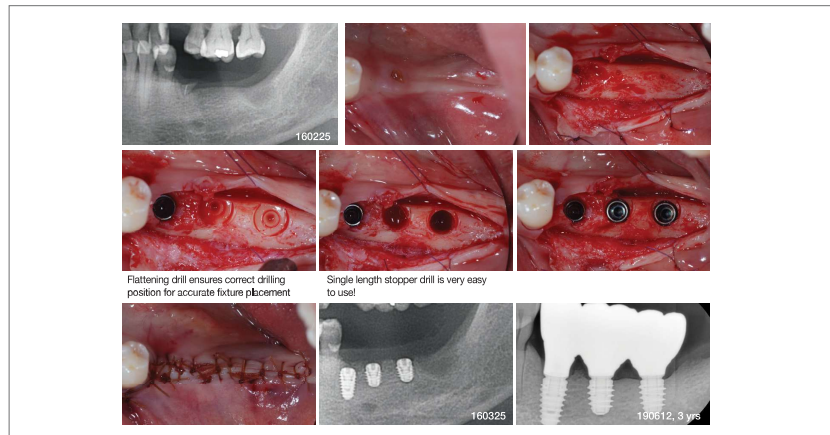 160225
Flattening drill ensures correct drilling
position for accurate fixture placement
Single length stopper drill is very easy
to use!
160325
190612, 3 yrs